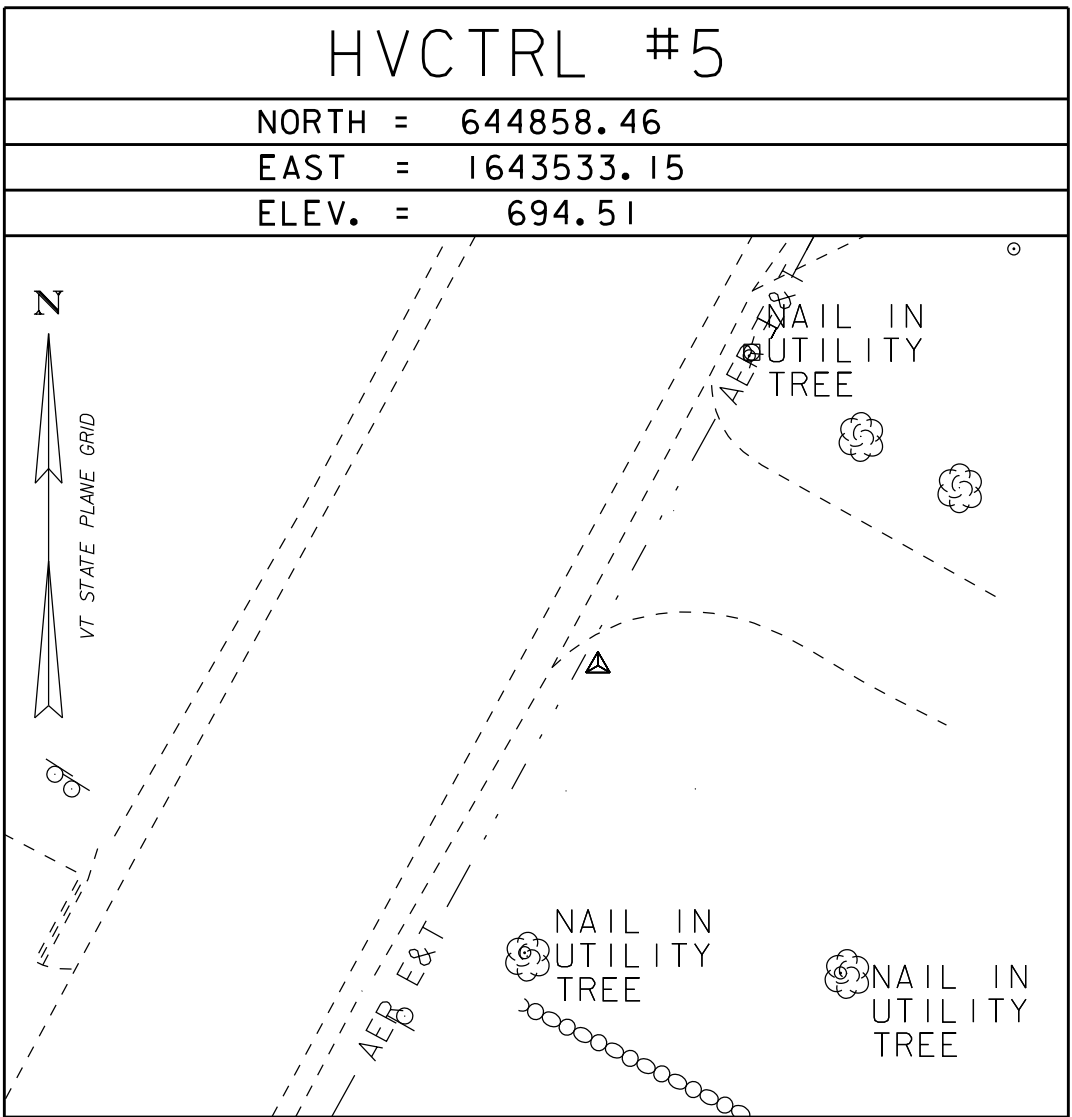 HVCTRL #5
NORTH = 644858.46
EAST = 1643533.15
ELEV. = 694.51
N
VT STATE PLANE GRID
AER E&T
NAIL IN
UTILITY
TREE
NAIL IN
UTILITY
TREE
NAIL IN
UTILITY
TREE
AER E&T